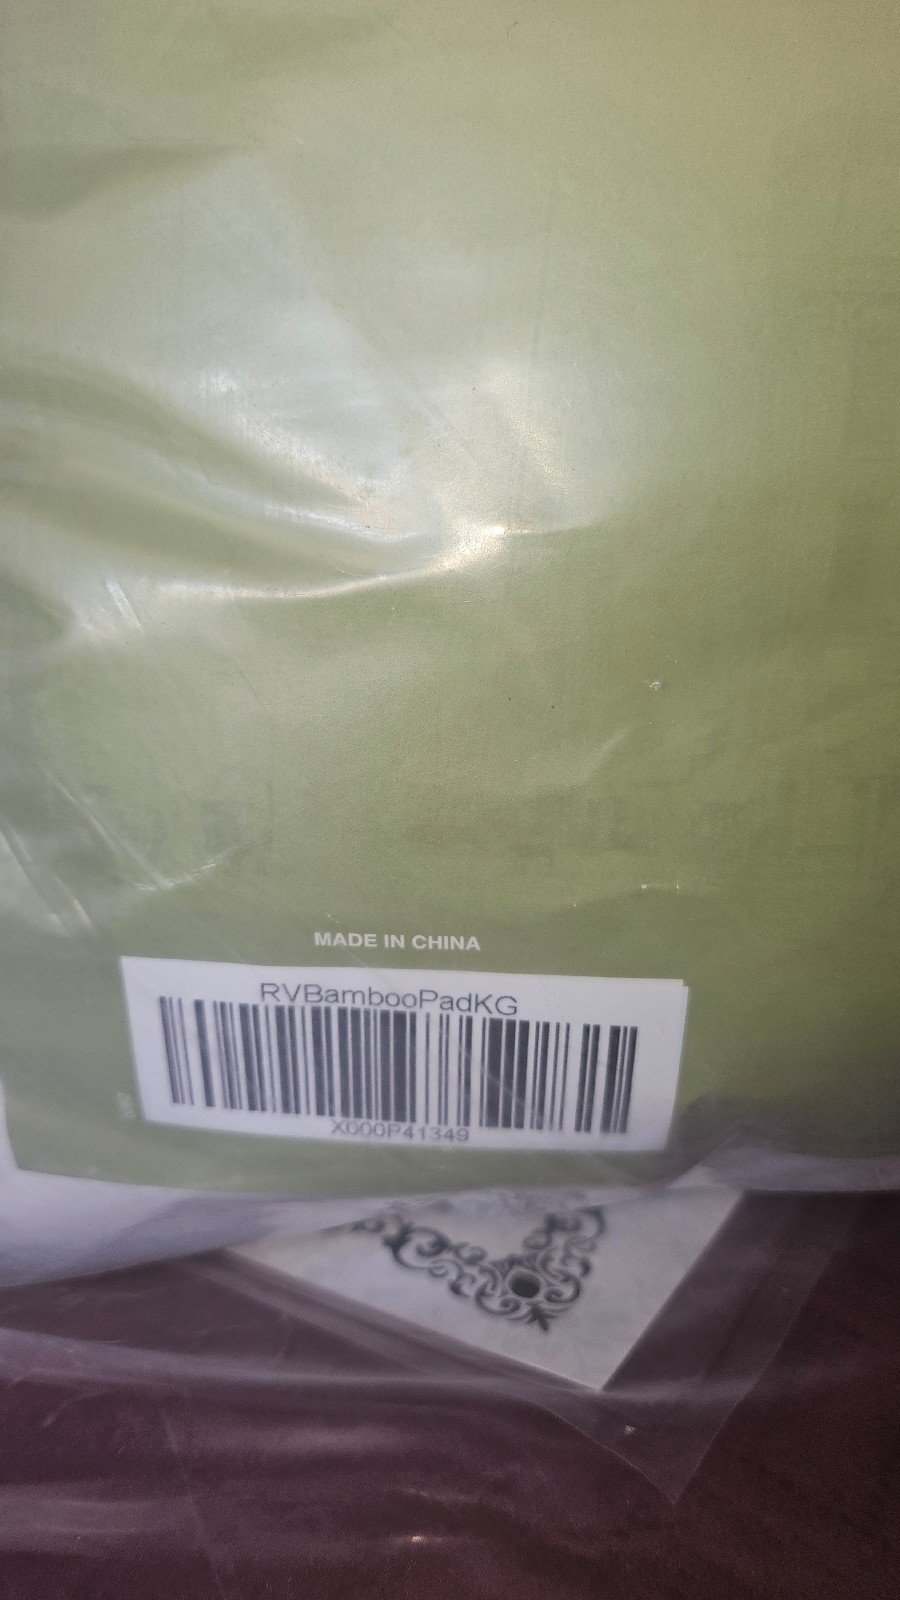 MADE IN CHINA
RVBambooPadKG
X000P41349